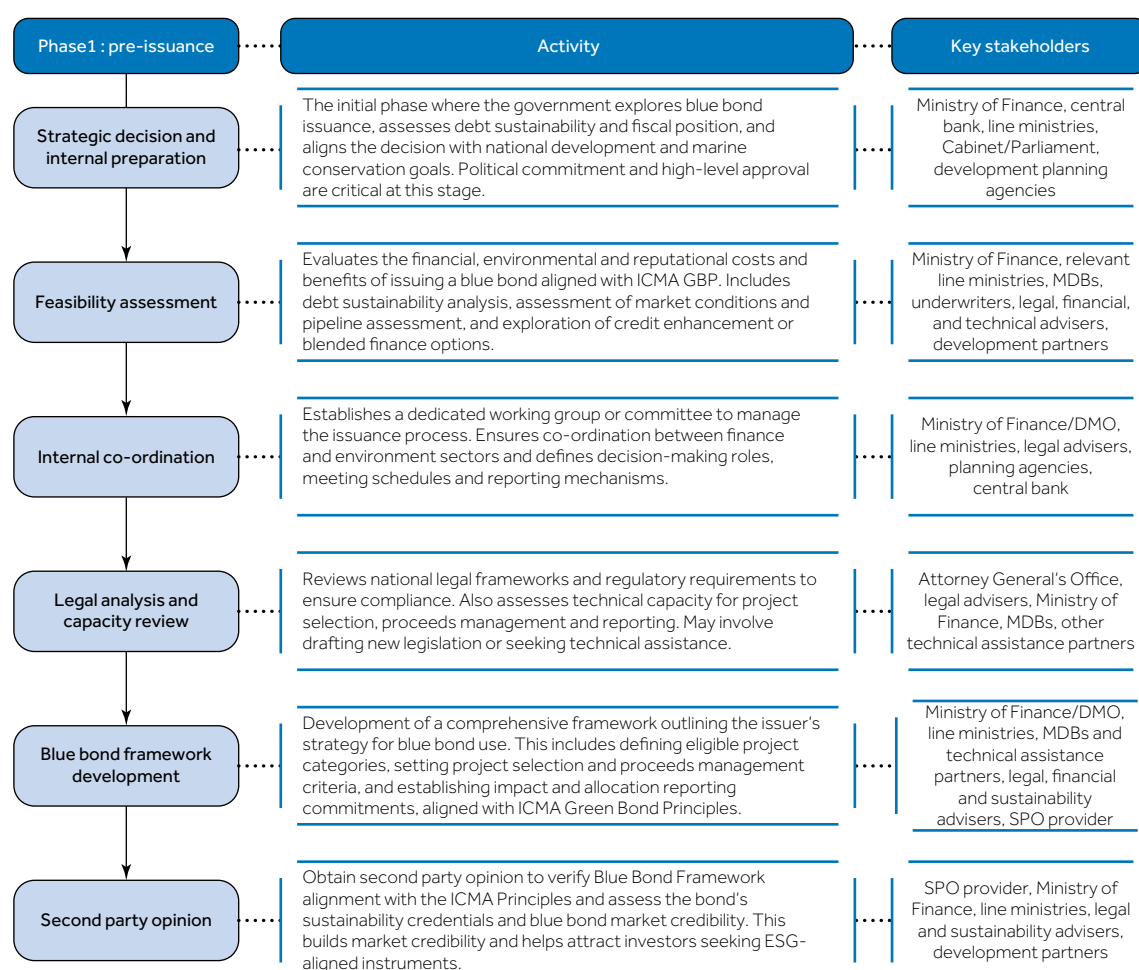 Phase1 : pre-issuance
Activity
Key stakeholders
Strategic decision and
internal preparation
The initial phase where the government explores blue bond
issuance, assesses debt sustainability and fiscal position, and
aligns the decision with national development and marine
conservation goals. Political commitment and high-level approval
are critical at this stage.
Ministry of Finance, central
bank, line ministries,
Cabinet/Parliament,
development planning
agencies
Feasibility assessment
Evaluates the financial, environmental and reputational costs and
benefits of issuing a blue bond aligned with ICMA GBP. Includes
debt sustainability analysis, assessment of market conditions and
pipeline assessment, and exploration of credit enhancement or
blended finance options.
Ministry of Finance, relevant
line ministries, MDBs,
underwriters, legal, financial,
and technical advisers,
development partners
Internal co-ordination
Establishes a dedicated working group or committee to manage
the issuance process. Ensures co-ordination between finance
and environment sectors and defines decision-making roles,
meeting schedules and reporting mechanisms.
Ministry of Finance/DMO,
line ministries, legal advisers,
planning agencies,
central bank
Legal analysis and
capacity review
Reviews national legal frameworks and regulatory requirements to
ensure compliance. Also assesses technical capacity for project
selection, proceeds management and reporting. May involve
drafting new legislation or seeking technical assistance.
Attorney General's Office,
legal advisers, Ministry of
Finance, MDBs, other
technical assistance partners
Blue bond framework
development
Development of a comprehensive framework outlining the issuer's
strategy for blue bond use. This includes defining eligible project
categories, setting project selection and proceeds management
criteria, and establishing impact and allocation reporting
commitments, aligned with ICMA Green Bond Principles.
Ministry of Finance/DMO,
line ministries, MDBs and
technical assistance
partners, legal, financial
and sustainability
advisers, SPO provider
Second party opinion
Obtain second party opinion to verify Blue Bond Framework
alignment with the ICMA Principles and assess the bond's
sustainability credentials and blue bond market credibility. This
builds market credibility and helps attract investors seeking ESG-
aligned instruments.
SPO provider, Ministry of
Finance, line ministries, legal
and sustainability advisers,
development partners